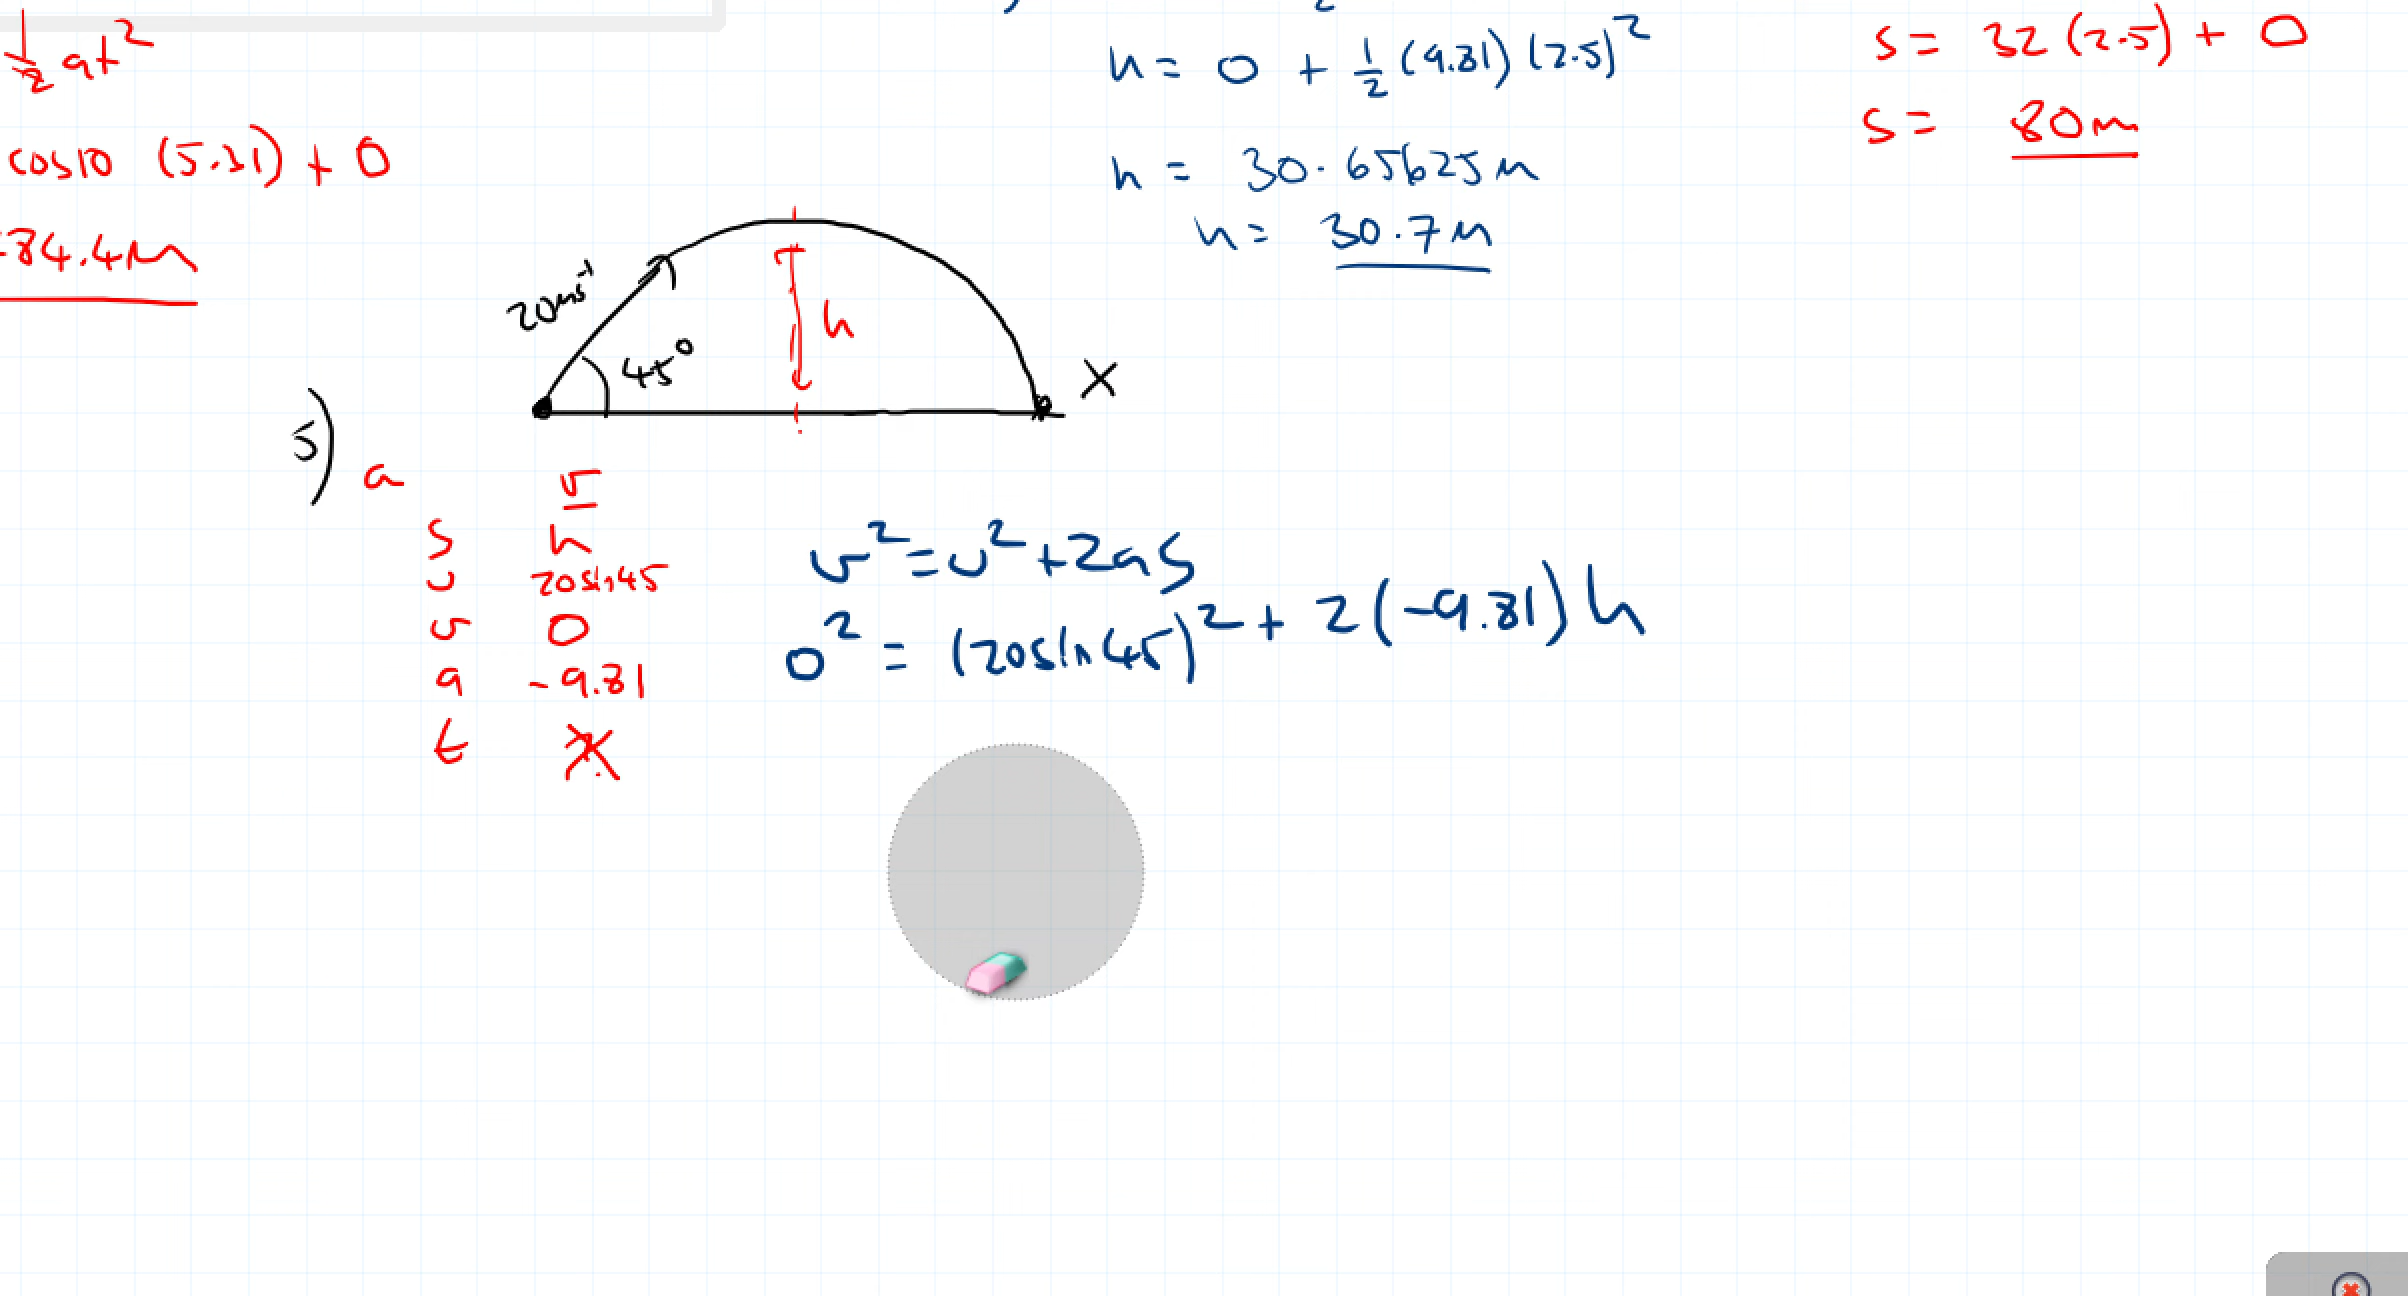 ½at²
cos10 (5.31) + 0
84.4m
h = 0 + ½(9.81)(2.5)²
h = 30.65625m
h = 30.7m
s = 32(2.5) + 0
s = 80m
20ms⁻¹
45°
h
X
5)
a
s h
u 20sin45
v 0
a -9.81
t
v² = u² + 2as
0² = (20sin45)² + 2(-9.81)h